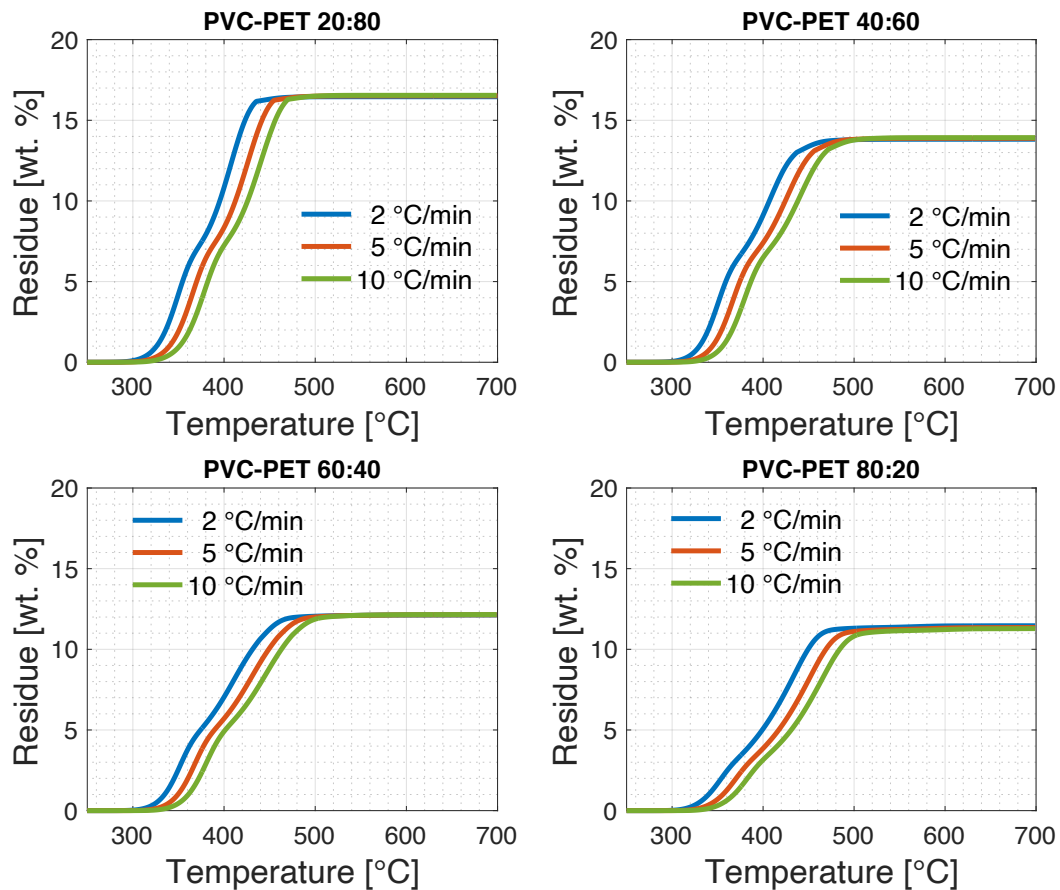 PVC-PET 20:80
20
15
10
5
0
Residue [wt. %]
2 °C/min
5 °C/min
10 °C/min
300 400 500 600 700
Temperature [°C]
PVC-PET 40:60
20
15
10
5
0
Residue [wt. %]
2 °C/min
5 °C/min
10 °C/min
300 400 500 600 700
Temperature [°C]
PVC-PET 60:40
20
15
10
5
0
Residue [wt. %]
2 °C/min
5 °C/min
10 °C/min
300 400 500 600 700
Temperature [°C]
PVC-PET 80:20
20
15
10
5
0
Residue [wt. %]
2 °C/min
5 °C/min
10 °C/min
300 400 500 600 700
Temperature [°C]